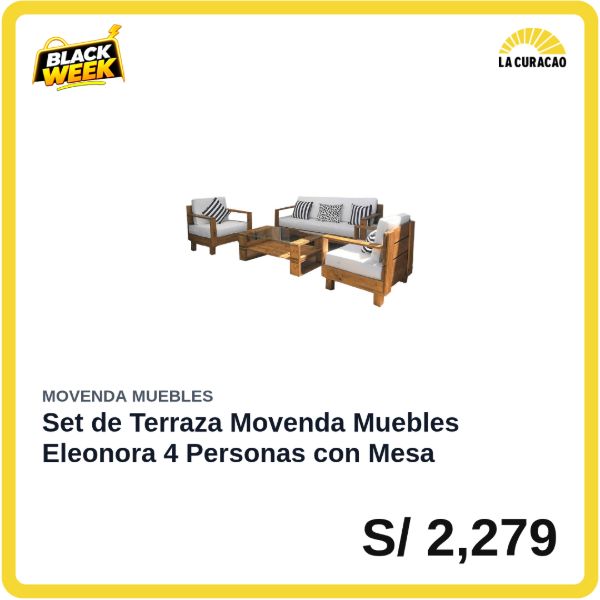 BLACK
WEEK
LA CURACAO
MOVENDA MUEBLES
Set de Terraza Movenda Muebles
Eleonora 4 Personas con Mesa
S/ 2,279